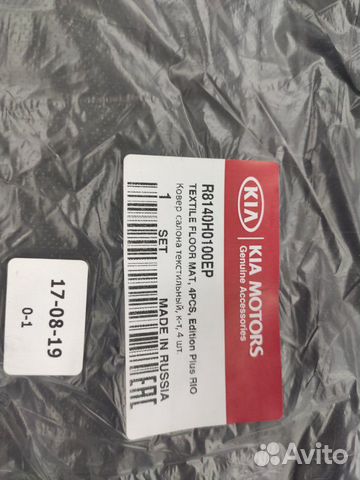 KIA
KIA MOTORS
Genuine Accessories
R8140H0100EP
TEXTILE FLOOR MAT, 4PCS, Edition Plus RIO
Ковер салона текстильный, к-т, 4 шт.
1 SET MADE IN RUSSIA
EAC
17-08-19
0-1
Avito